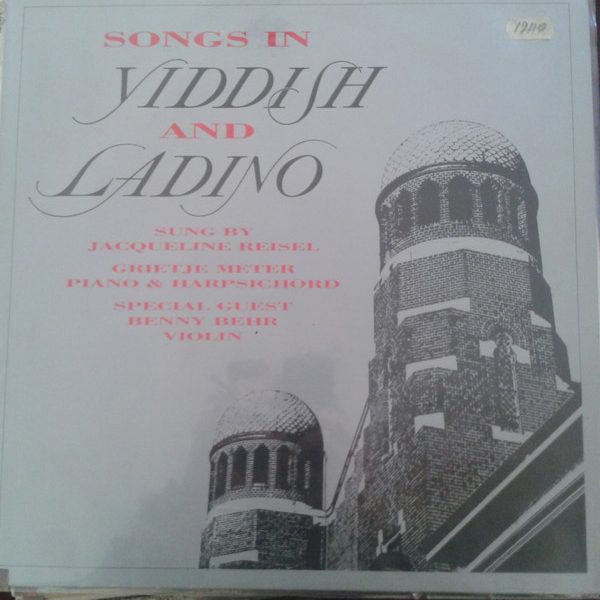 SONGS IN
YIDDISH
AND
LADINO
SUNG BY
JACQUELINE REISEL
GRIETJE METER
PIANO & HARPSICHORD
SPECIAL GUEST
BENNY BEHR
VIOLIN